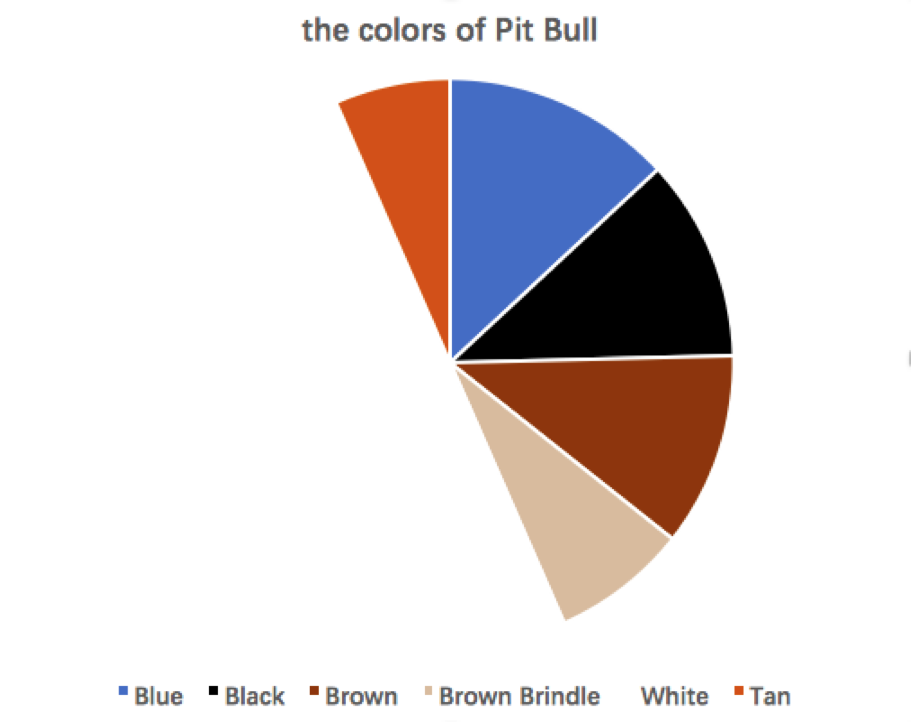 the colors of Pit Bull
Blue Black Brown Brown Brindle White Tan